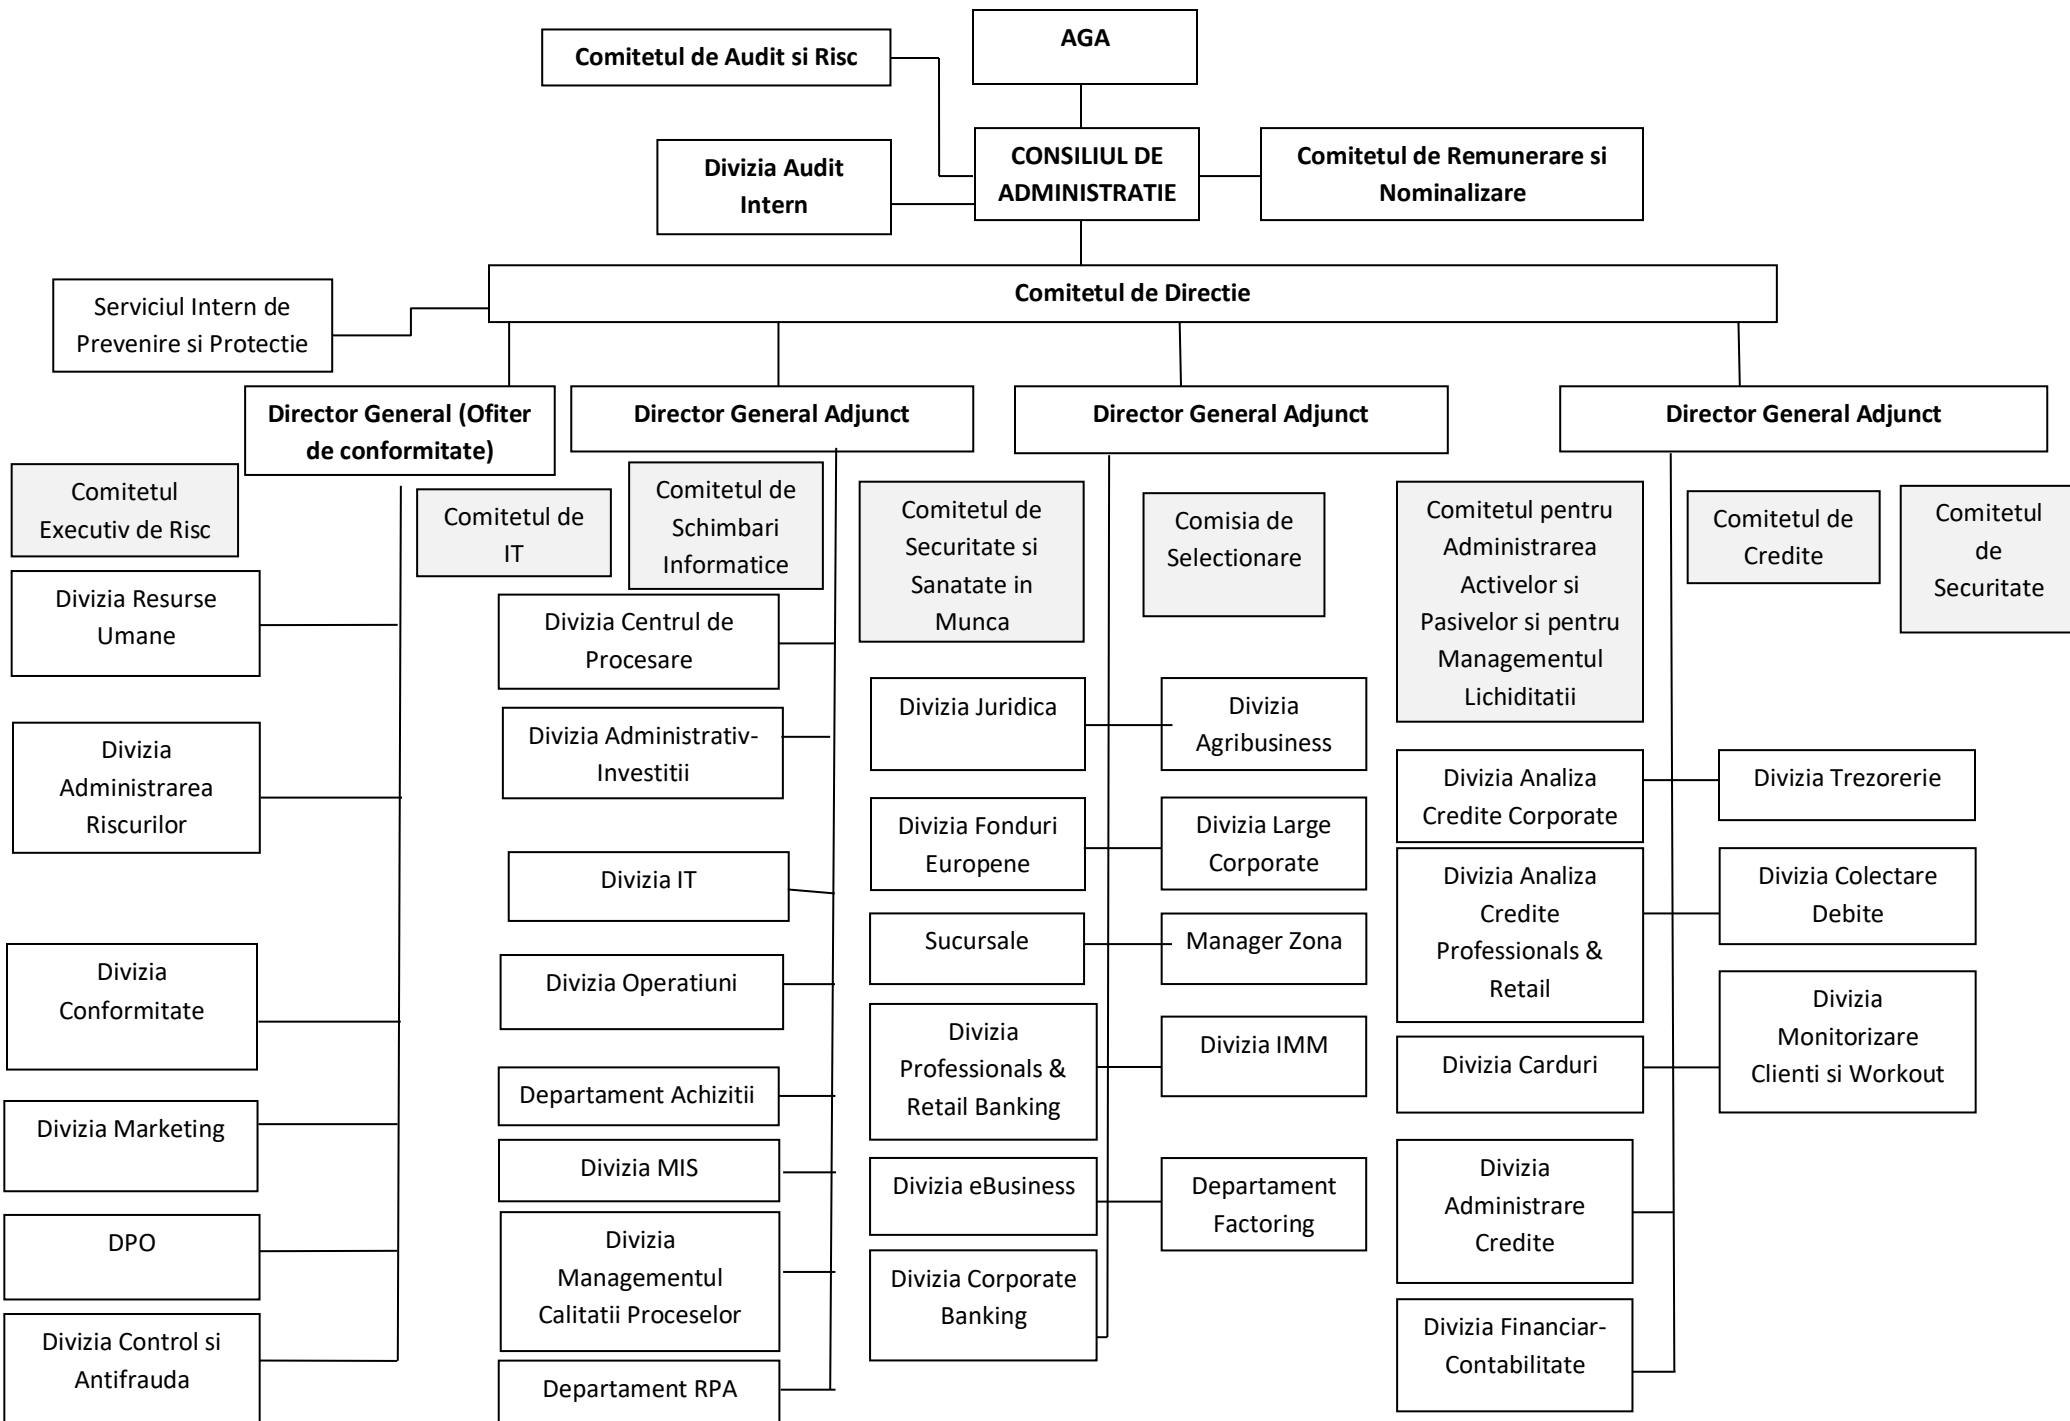 AGA
Comitetul de Audit si Risc
CONSILIUL DE
ADMINISTRATIE
Divizia Audit
Intern
Comitetul de Remunerare si
Nominalizare
Comitetul de Directie
Serviciul Intern de
Prevenire si Protectie
Director General (Ofiter
de conformitate)
Director General Adjunct
Director General Adjunct
Director General Adjunct
Comitetul
Executiv de Risc
Comitetul de
IT
Comitetul de
Schimbari
Informatice
Comitetul de
Securitate si
Sanatate in
Munca
Comisia de
Selectionare
Comitetul pentru
Administrarea
Activelor si
Pasivelor si pentru
Managementul
Lichiditatii
Comitetul de
Credite
Comitetul
de
Securitate
Divizia Resurse
Umane
Divizia
Administrarea
Riscurilor
Divizia
Conformitate
Divizia Marketing
DPO
Divizia Control si
Antifrauda
Divizia Centrul de
Procesare
Divizia Administrativ-
Investitii
Divizia IT
Divizia Operatiuni
Departament Achizitii
Divizia MIS
Divizia
Managementul
Calitatii Proceselor
Departament RPA
Divizia Juridica
Divizia
Agribusiness
Divizia Fonduri
Europene
Divizia Large
Corporate
Sucursale
Manager Zona
Divizia
Professionals &
Retail Banking
Divizia IMM
Divizia eBusiness
Departament
Factoring
Divizia Corporate
Banking
Divizia Analiza
Credite Corporate
Divizia Trezorerie
Divizia Analiza
Credite
Professionals &
Retail
Divizia Colectare
Debite
Divizia Carduri
Divizia
Monitorizare
Clienti si Workout
Divizia
Administrare
Credite
Divizia Financiar-
Contabilitate